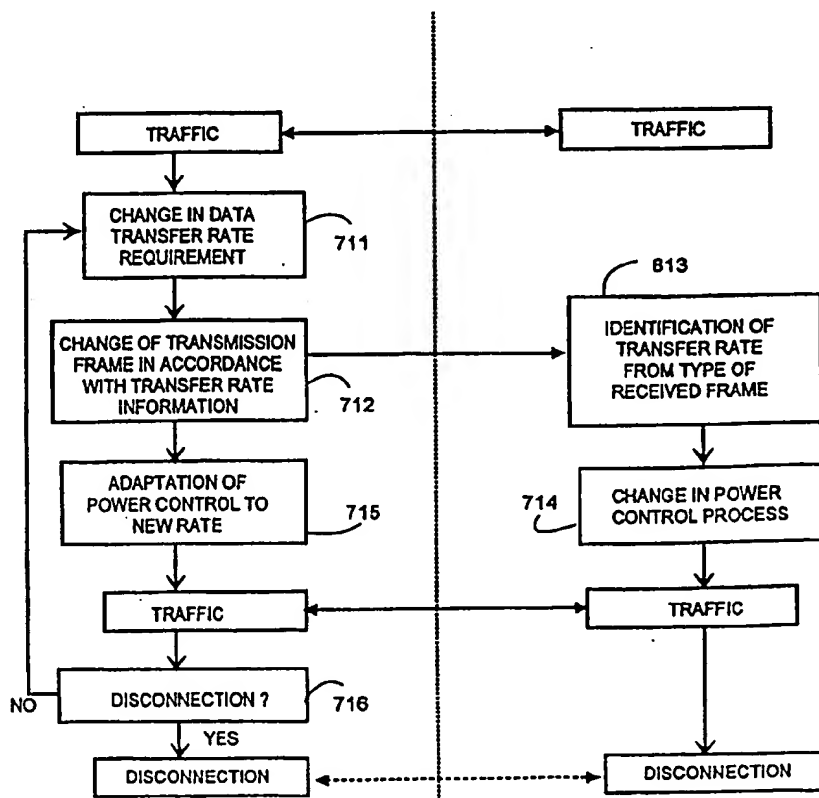 TRAFFIC
TRAFFIC
CHANGE IN DATA
TRANSFER RATE
REQUIREMENT
711
813
CHANGE OF TRANSMISSION
FRAME IN ACCORDANCE
WITH TRANSFER RATE
INFORMATION
712
IDENTIFICATION OF
TRANSFER RATE
FROM TYPE OF
RECEIVED FRAME
ADAPTATION OF
POWER CONTROL TO
NEW RATE
715
714
CHANGE IN POWER
CONTROL PROCESS
TRAFFIC
TRAFFIC
DISCONNECTION ?
716
NO
YES
DISCONNECTION
DISCONNECTION